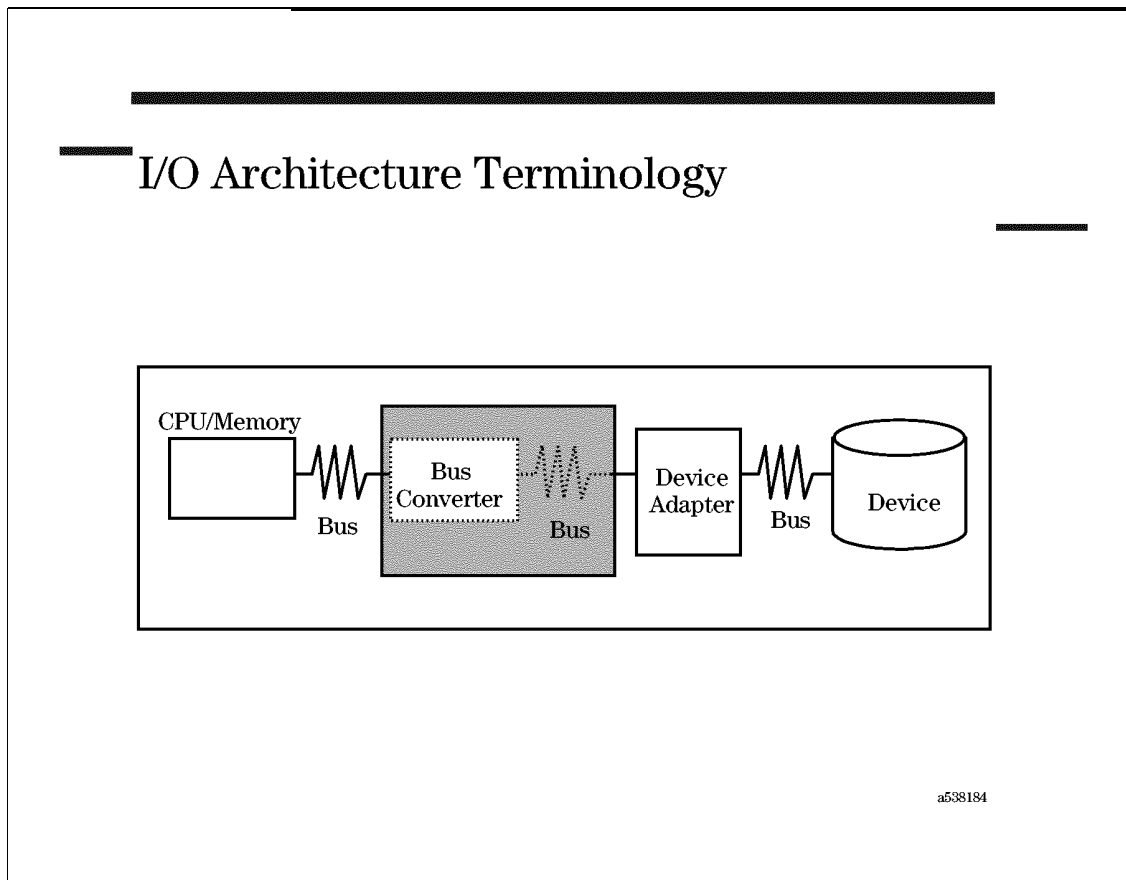 I/O Architecture Terminology
CPU/Memory
Bus
Bus
Converter
Bus
Device
Adapter
Bus
Device
a538184